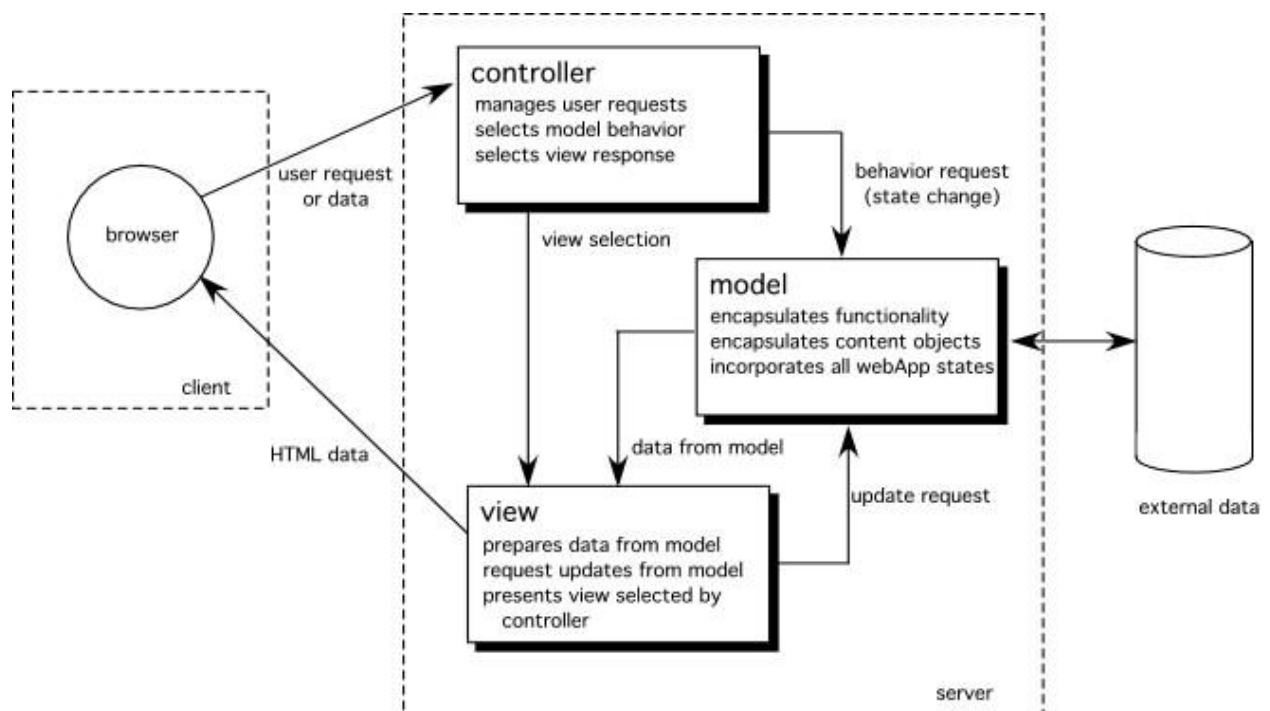 controller
manages user requests
selects model behavior
selects view response
user request
or data
behavior request
(state change)
browser
view selection
model
encapsulates functionality
encapsulates content objects
incorporates all webApp states
client
HTML data
data from model
update request
external data
view
prepares data from model
request updates from model
presents view selected by
controller
server